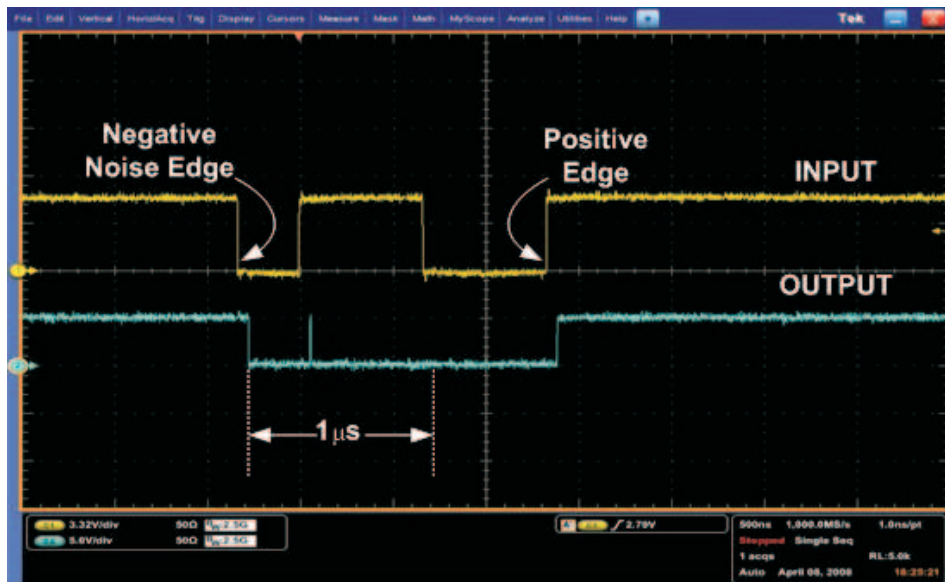 File Edit Vertical Horiz/Acq Trig Display Cursors Measure Mask Math MyScope Analyze Utilities Help
Tek
Negative
Noise Edge
Positive
Edge
INPUT
OUTPUT
1 μs
3.32V/div 50Ω 2.5G
5.0V/div 50Ω 2.5G
2.79V
500ns 1,000.0MS/s 1.0ns/pt
Stopped Single Seq
1 acqs RL:5.0k
Auto April 08, 2008